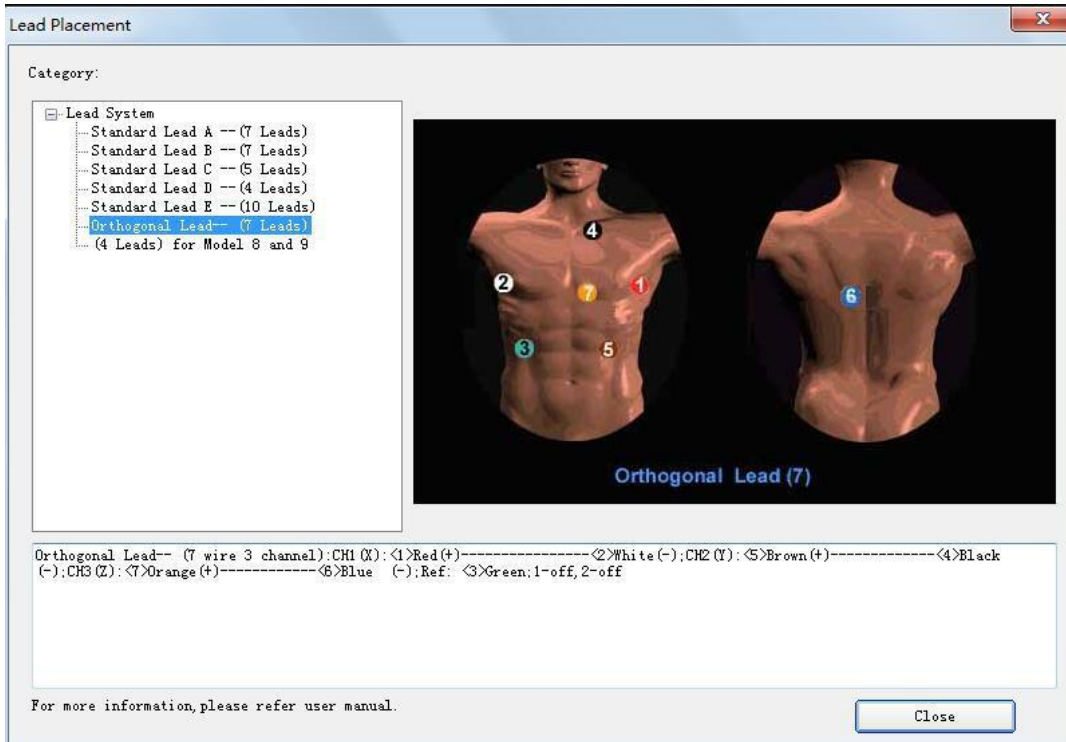 Lead Placement
Category:
Lead System
Standard Lead A --(7 Leads)
Standard Lead B --(7 Leads)
Standard Lead C --(5 Leads)
Standard Lead D --(4 Leads)
Standard Lead E --(10 Leads)
Orthogonal Lead-- (7 Leads)
(4 Leads) for Model 8 and 9
4
2
7
1
6
3
5
Orthogonal Lead (7)
Orthogonal Lead-- (7 wire 3 channel):CH1(X):<1>Red(+)----------------<2>White(-);CH2(Y):<5>Brown(+)-------------<4>Black
(-);CH3(Z):<7>Orange(+)------------<6>Blue (-);Ref: <3>Green;1-off,2-off
For more information,please refer user manual.
Close